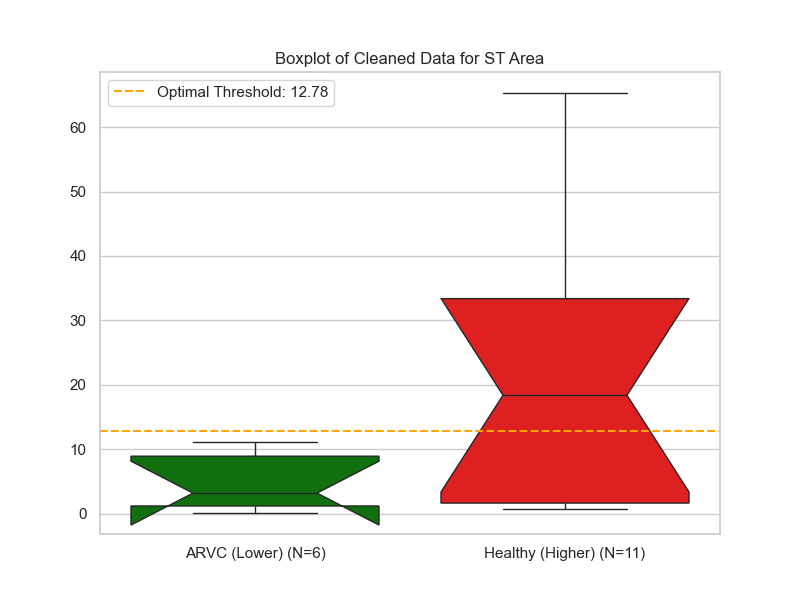 Boxplot of Cleaned Data for ST Area
Optimal Threshold: 12.78
60
50
40
30
20
10
0
ARVC (Lower) (N=6)
Healthy (Higher) (N=11)